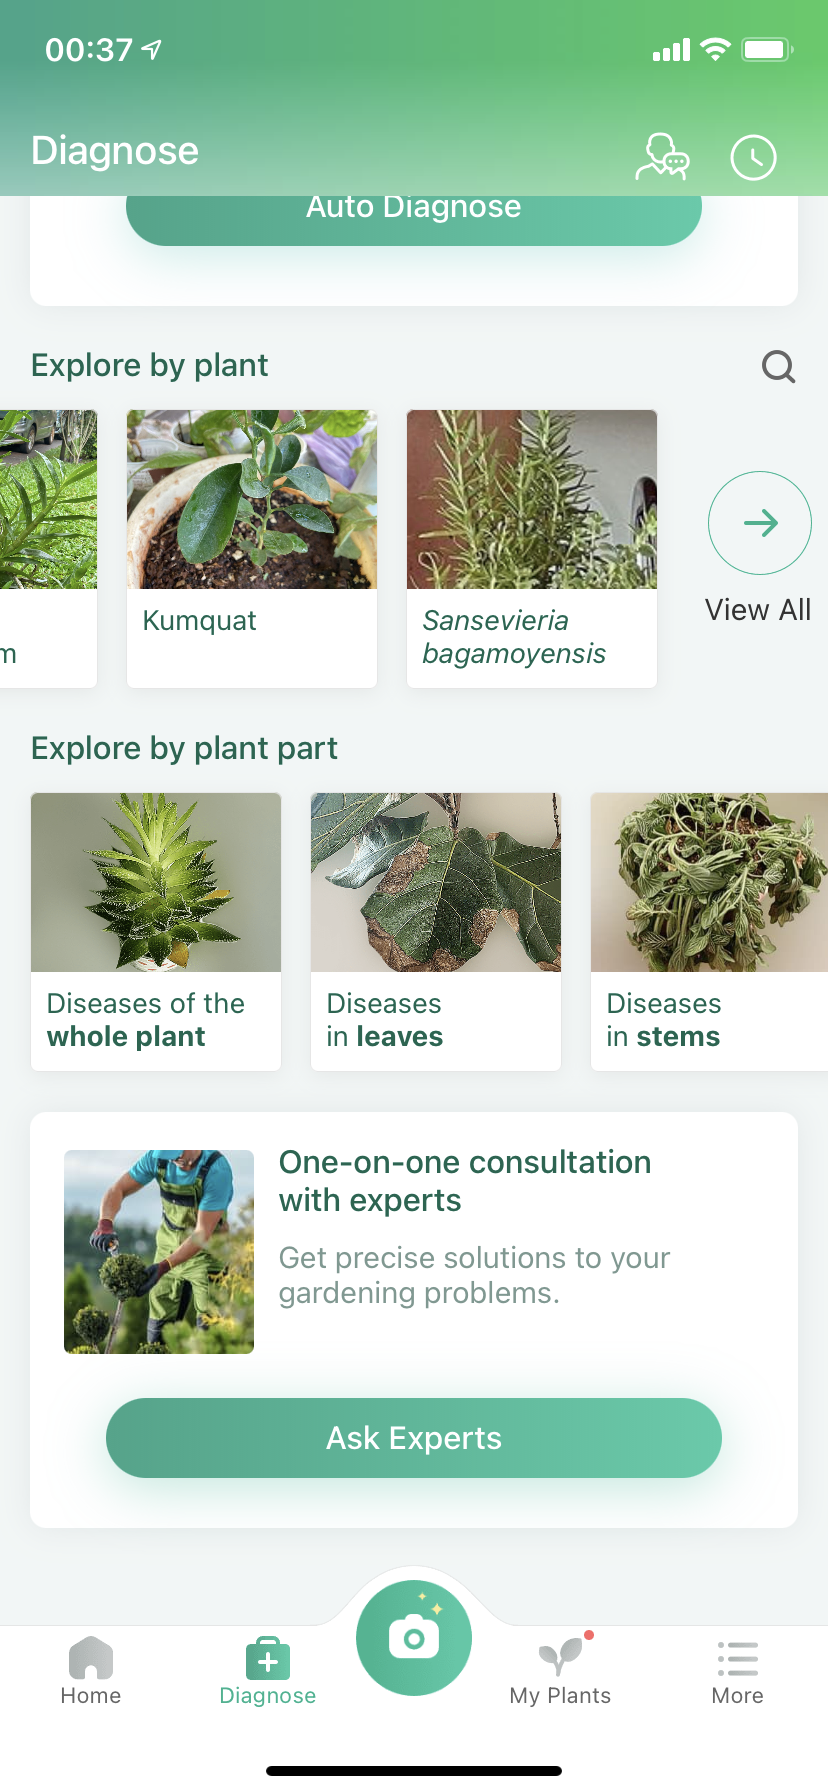 00:37
Diagnose
Auto Diagnose
Explore by plant
m
Kumquat
Sansevieria
bagamoyensis
View All
Explore by plant part
Diseases of the
whole plant
Diseases
in leaves
Diseases
in stems
One-on-one consultation
with experts
Get precise solutions to your
gardening problems.
Ask Experts
Home
Diagnose
My Plants
More